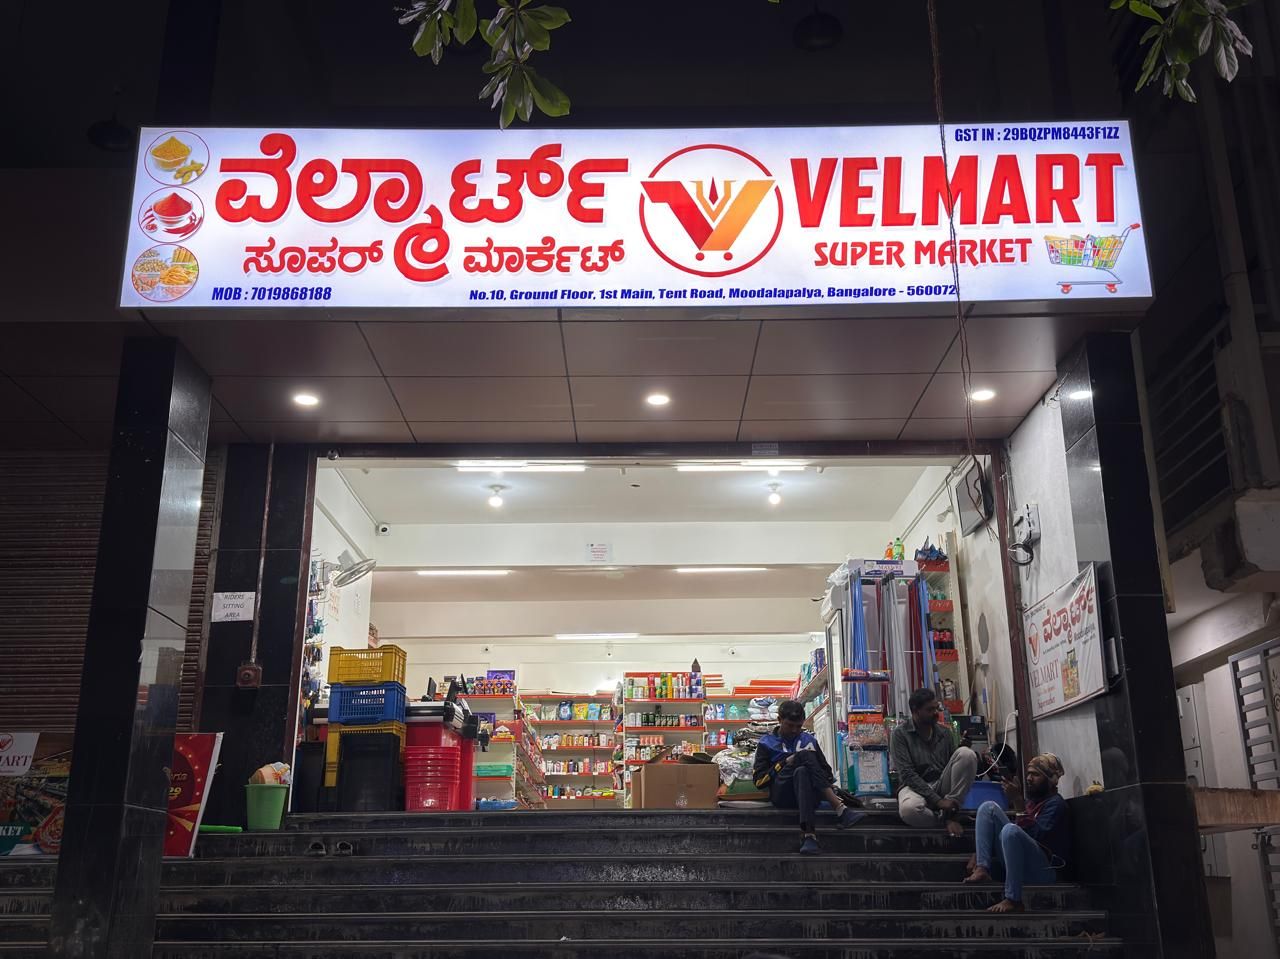 GST IN : 29BQZPM8443F1ZZ
ವೆಲ್ಮಾರ್ಟ್
VELMART
ಸೂಪರ್ ಮಾರ್ಕೆಟ್
SUPER MARKET
MOB : 7019868188
No.10, Ground Floor, 1st Main, Tent Road, Moodalapalya, Bangalore - 560072
RIDERS
SITTING
AREA
ವೆಲ್ಮಾರ್ಟ್
Moodalapalya